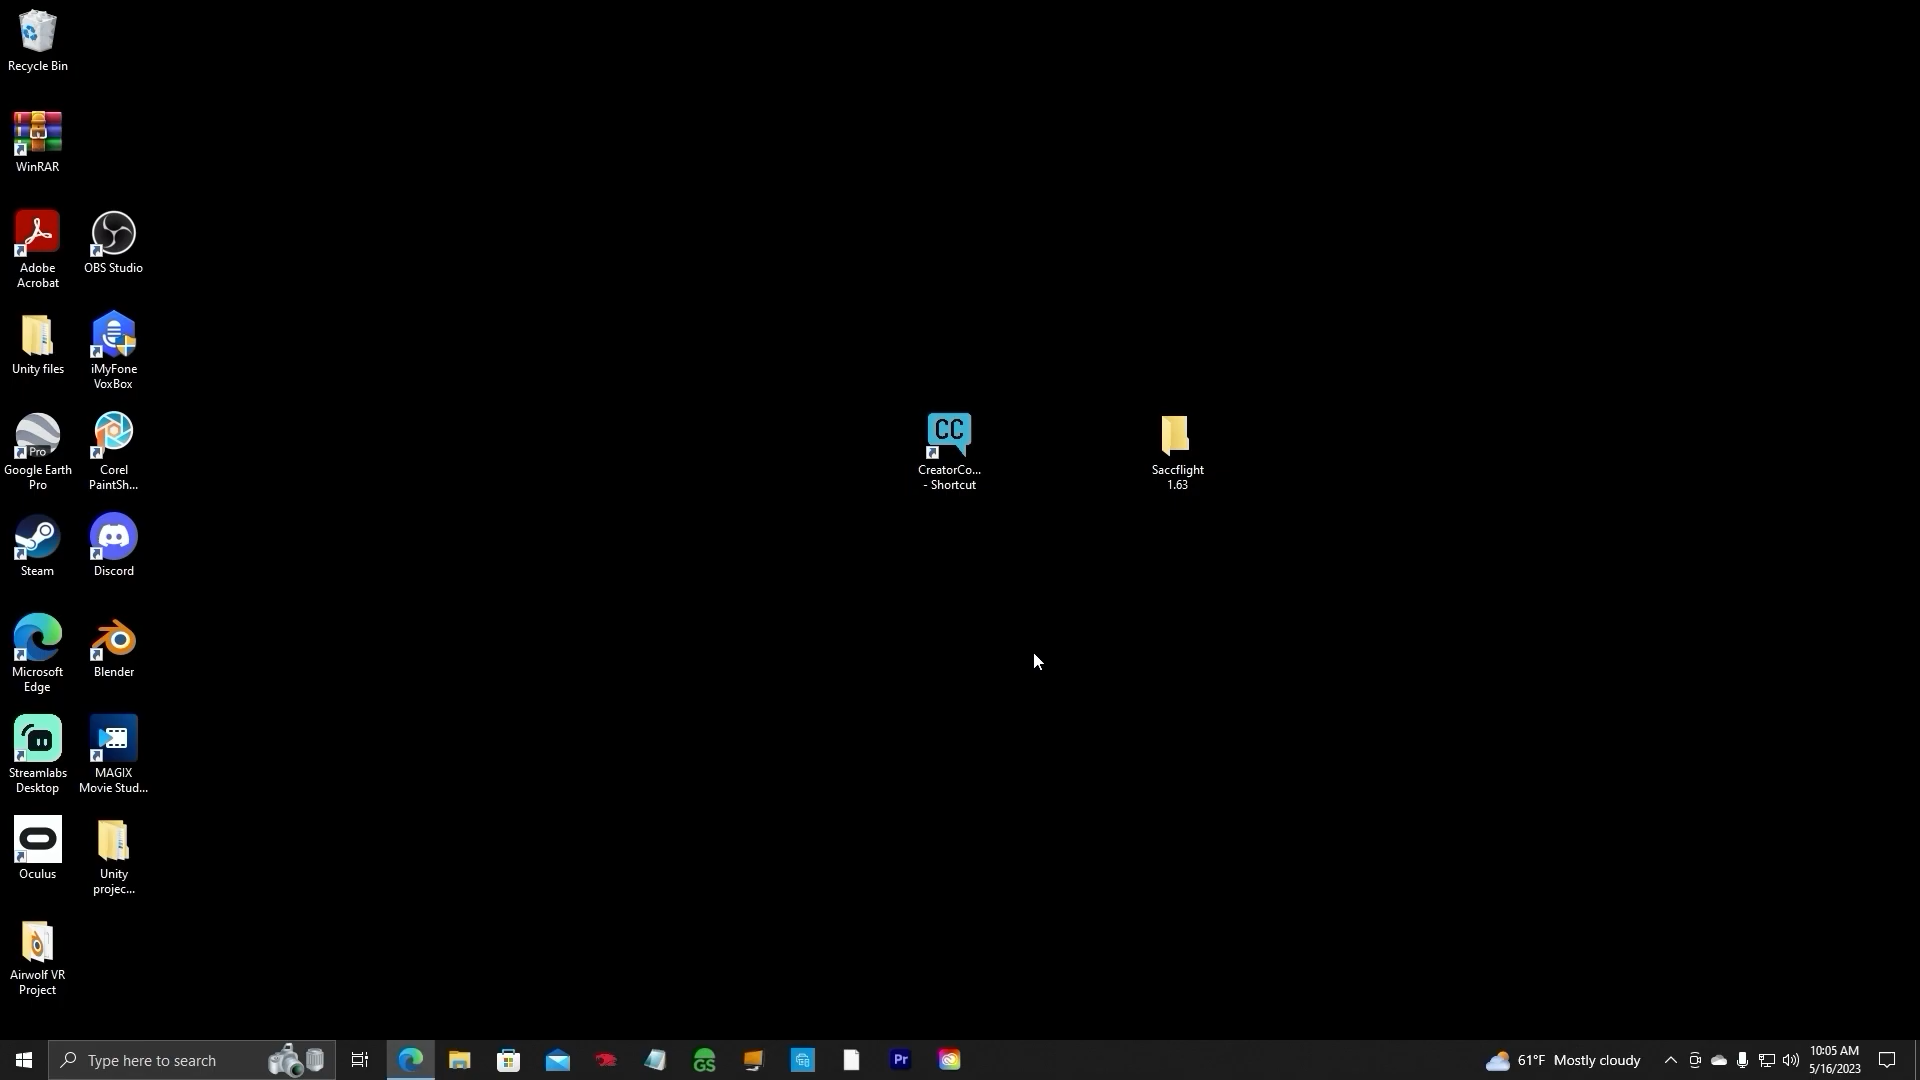 Recycle Bin
WinRAR
Adobe
Acrobat
OBS Studio
Unity files
iMyFone
VoxBox
Pro
Google Earth
Pro
Corel
PaintSh...
CC
CreatorCo...
- Shortcut
Saccflight
1.63
Steam
Discord
Microsoft
Edge
Blender
Streamlabs
Desktop
MAGIX
Movie Stud...
Oculus
Unity
projec...
Airwolf VR
Project
Type here to search
GS
Pr
61°F Mostly cloudy
10:05 AM
5/16/2023